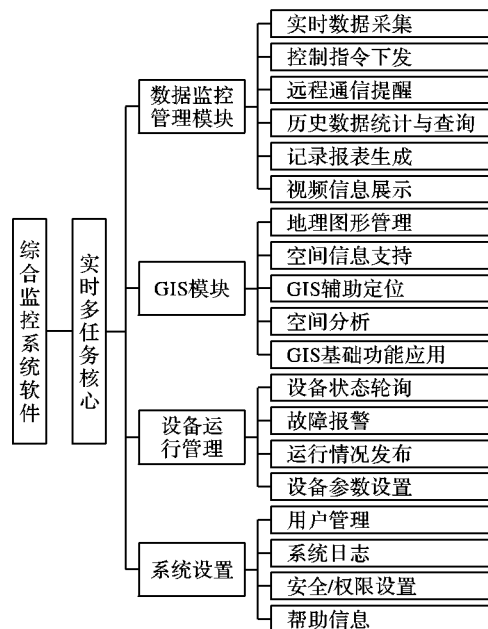 综合监控系统软件
实时多任务核心
数据监控
管理模块
实时数据采集
控制指令下发
远程通信提醒
历史数据统计与查询
记录报表生成
视频信息展示
GIS模块
地理图形管理
空间信息支持
GIS辅助定位
空间分析
GIS基础功能应用
设备运
行管理
设备状态轮询
故障报警
运行情况发布
设备参数设置
系统设置
用户管理
系统日志
安全/权限设置
帮助信息